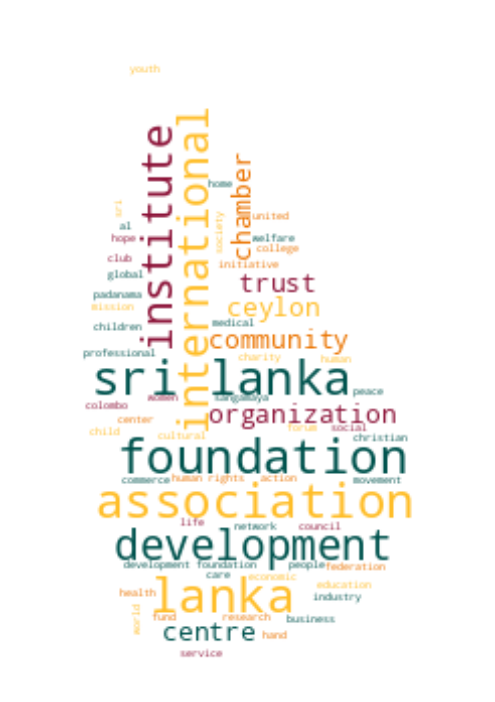 youth
institute
international
chamber
home
sri
society
united
al
hope
welfare
college
club
initiative
global
trust
padanama
mission
ceylon
children
medical
community
professional
charity
human
sri lanka
peace
women
sangamaya
colombo
organization
center
forum
social
child
cultural
christian
foundation
commerce
human rights
action
movement
association
life
network
council
development
development foundation
people
federation
care
economic
health
lanka
education
industry
world
fund
research
business
centre
hand
service